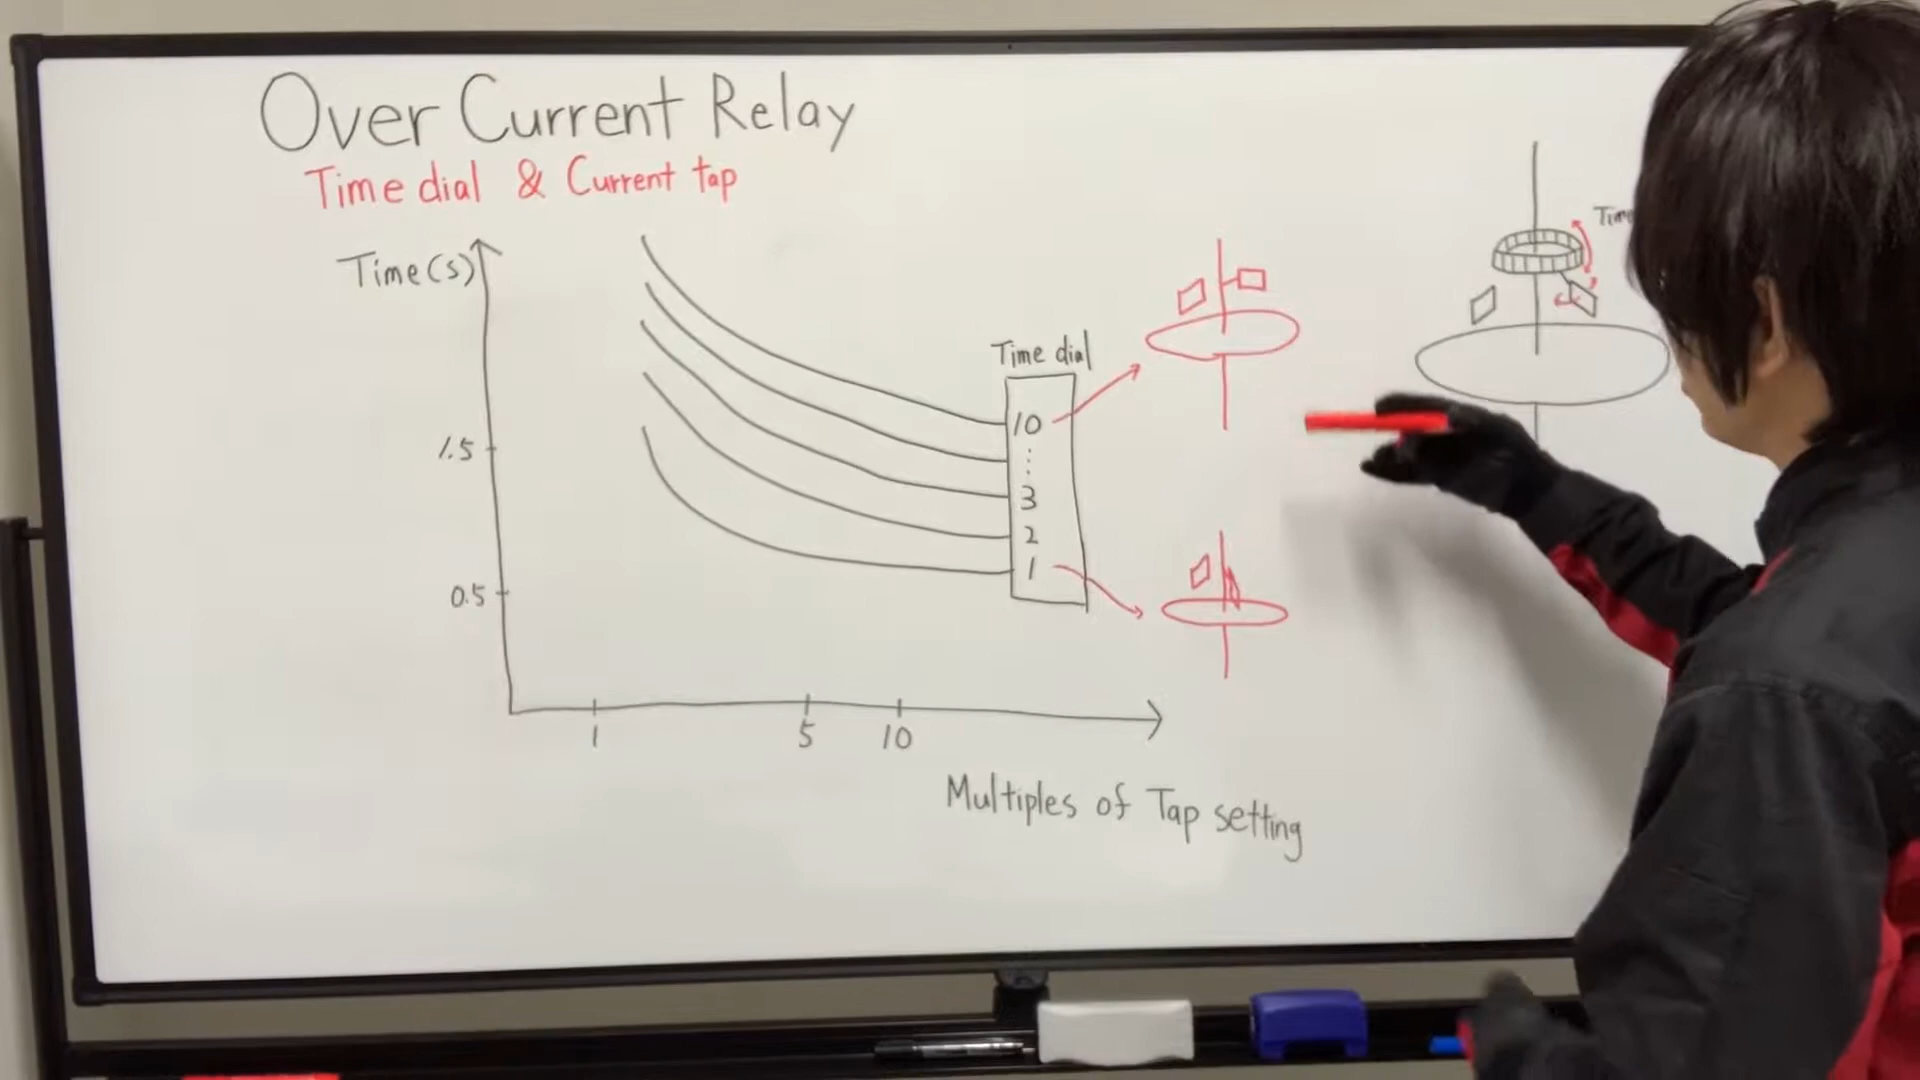 Over Current Relay
Time dial & Current tap
Time(s)
1.5
0.5
1
5
10
Multiples of Tap setting
Time dial
10
⋮
3
2
1